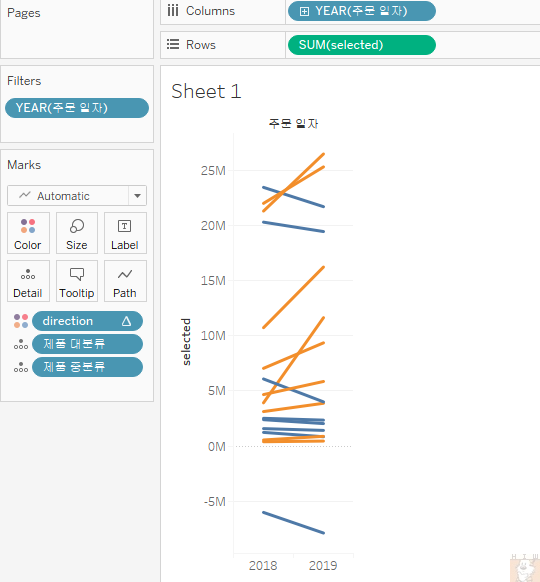 Pages
Columns
YEAR(주문 일자)
Rows
SUM(selected)
Filters
YEAR(주문 일자)
Marks
Automatic
Color
Size
T
Label
Detail
Tooltip
Path
direction
제품 대분류
제품 중분류
Sheet 1
주문 일자
25M
20M
15M
10M
5M
0M
-5M
selected
2018
2019